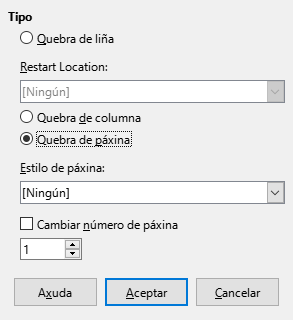 Tipo
Quebra de liña
Restart Location:
[Ningún]
Quebra de columna
Quebra de páxina
Estilo de páxina:
[Ningún]
Cambiar número de páxina
1
Axuda Aceptar Cancelar